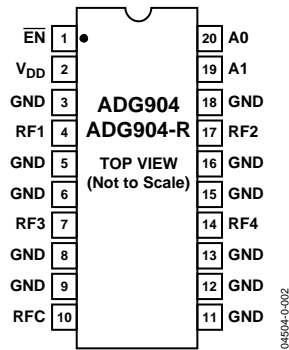 EN 1 20 A0
VDD 2 19 A1
GND 3 18 GND
ADG904
RF1 4 ADG904-R 17 RF2
GND 5 TOP VIEW 16 GND
(Not to Scale)
GND 6 15 GND
RF3 7 14 RF4
GND 8 13 GND
GND 9 12 GND
RFC 10 11 GND
04504-0-002